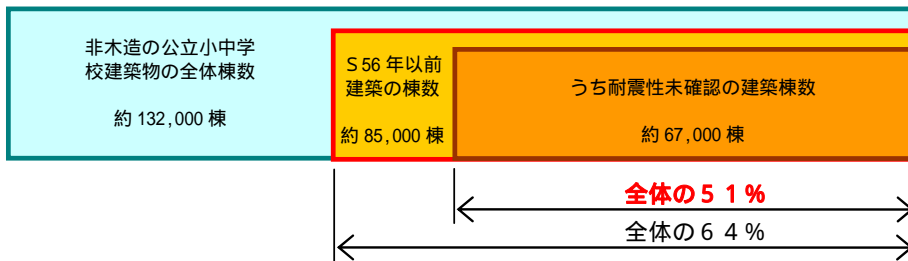 非木造の公立小中学
校建築物の全体棟数
約 132,000 棟
Ｓ56 年以前
建築の棟数
約 85,000 棟
うち耐震性未確認の建築棟数
約 67,000 棟
全体の５１％
全体の６４％